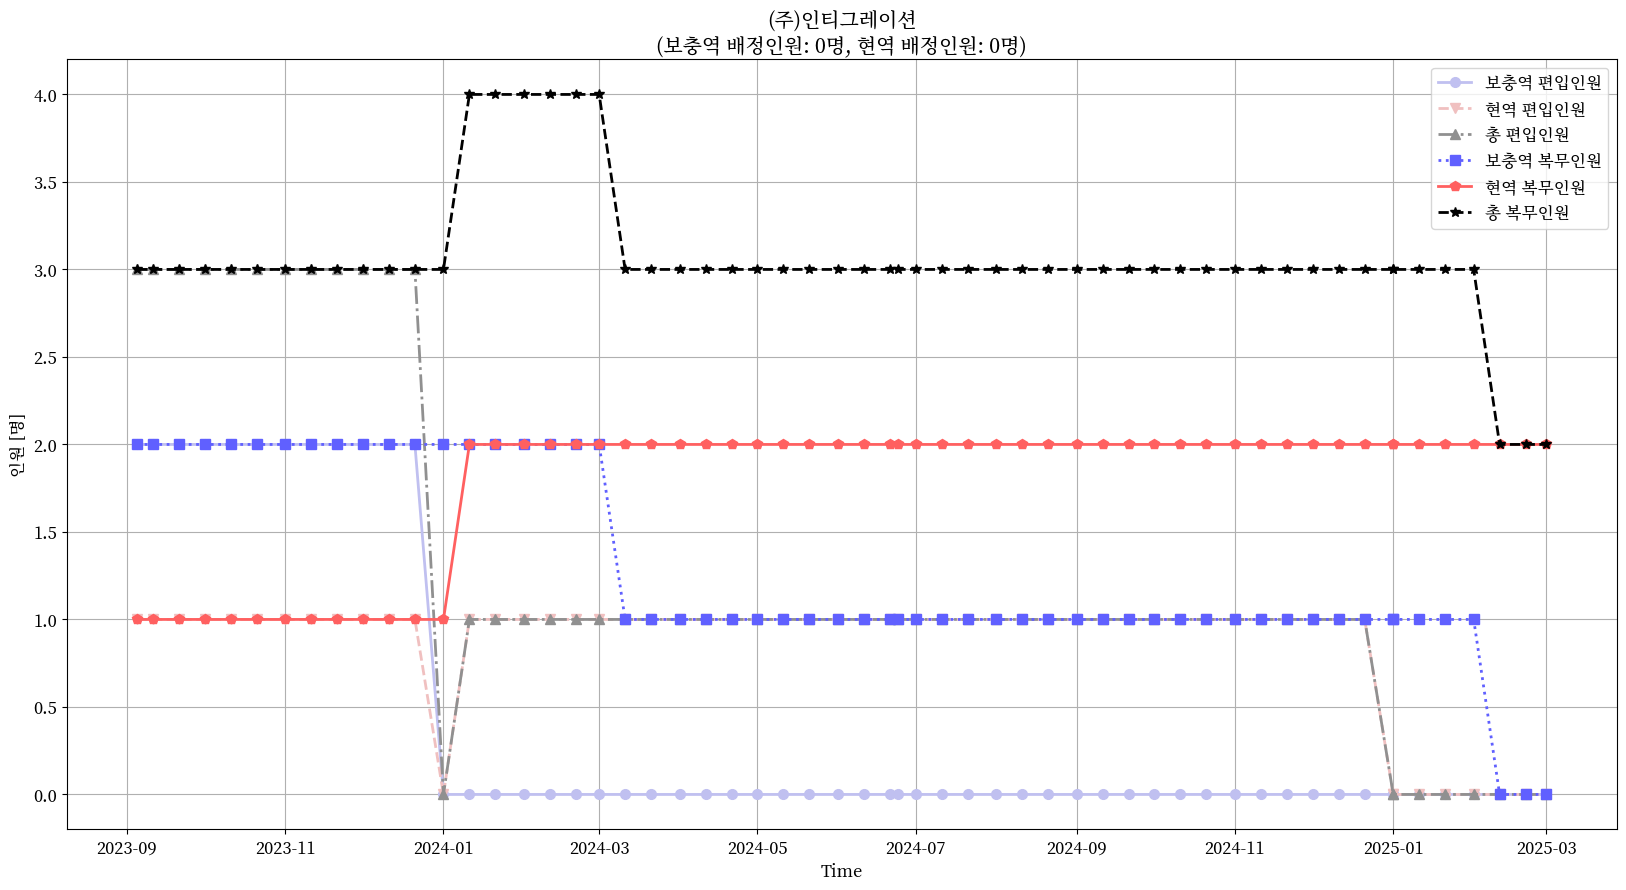 (주)인티그레이션
(보충역 배정인원: 0명, 현역 배정인원: 0명)
보충역 편입인원
현역 편입인원
총 편입인원
보충역 복무인원
현역 복무인원
총 복무인원
인원 [명]
4.0
3.5
3.0
2.5
2.0
1.5
1.0
0.5
0.0
2023-09 2023-11 2024-01 2024-03 2024-05 2024-07 2024-09 2024-11 2025-01 2025-03
Time